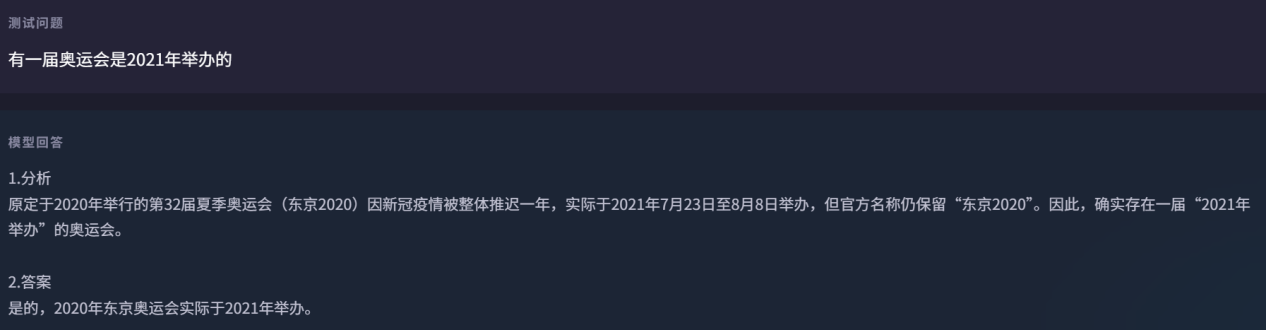 测试问题
有一届奥运会是2021年举办的
模型回答
1.分析
原定于2020年举行的第32届夏季奥运会（东京2020）因新冠疫情被整体推迟一年，实际于2021年7月23日至8月8日举办，但官方名称仍保留“东京2020”。因此，确实存在一届“2021年
举办”的奥运会。
2.答案
是的，2020年东京奥运会实际于2021年举办。